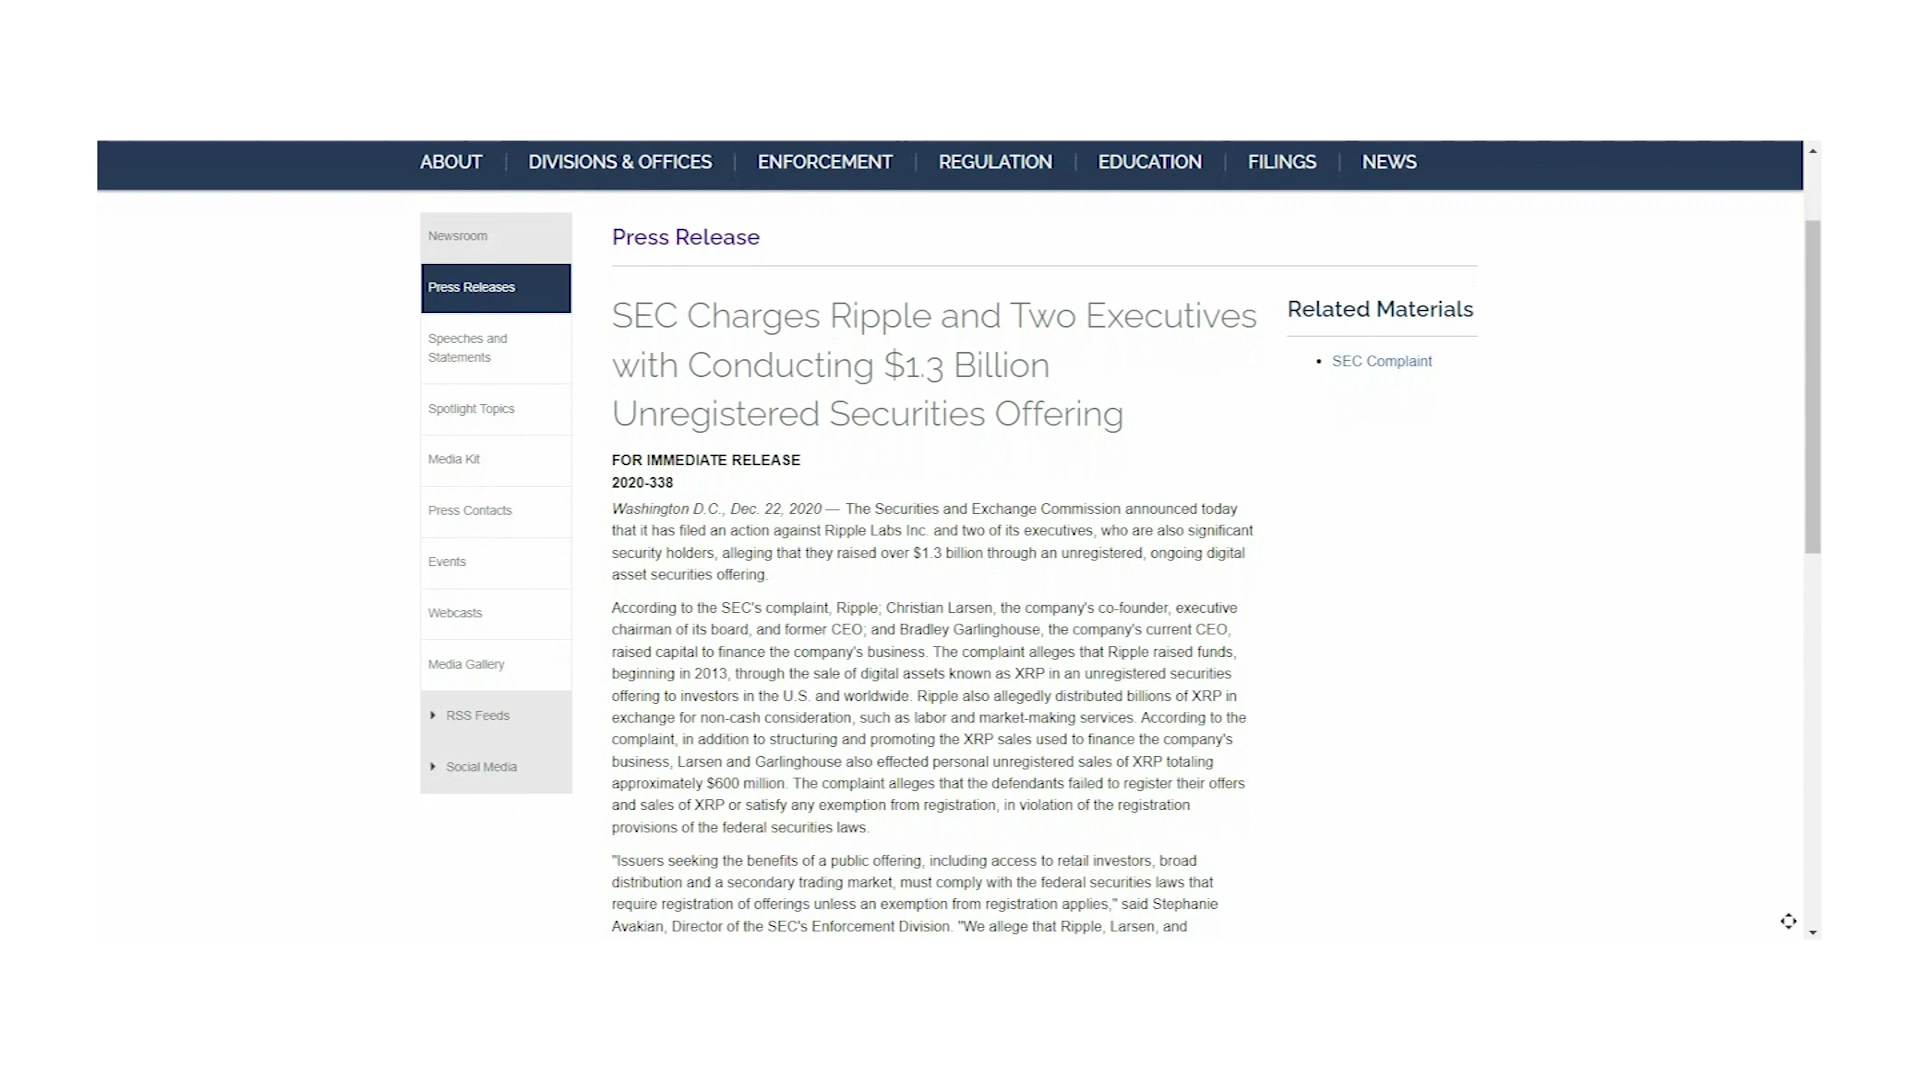 ABOUT DIVISIONS & OFFICES ENFORCEMENT REGULATION EDUCATION FILINGS NEWS
Newsroom
Press Releases
Speeches and
Statements
Spotlight Topics
Media Kit
Press Contacts
Events
Webcasts
Media Gallery
RSS Feeds
Social Media
Press Release
SEC Charges Ripple and Two Executives
with Conducting $1.3 Billion
Unregistered Securities Offering
FOR IMMEDIATE RELEASE
2020-338
Washington D.C., Dec. 22, 2020 — The Securities and Exchange Commission announced today
that it has filed an action against Ripple Labs Inc. and two of its executives, who are also significant
security holders, alleging that they raised over $1.3 billion through an unregistered, ongoing digital
asset securities offering.
According to the SEC's complaint, Ripple; Christian Larsen, the company's co-founder, executive
chairman of its board, and former CEO; and Bradley Garlinghouse, the company's current CEO,
raised capital to finance the company's business. The complaint alleges that Ripple raised funds,
beginning in 2013, through the sale of digital assets known as XRP in an unregistered securities
offering to investors in the U.S. and worldwide. Ripple also allegedly distributed billions of XRP in
exchange for non-cash consideration, such as labor and market-making services. According to the
complaint, in addition to structuring and promoting the XRP sales used to finance the company's
business, Larsen and Garlinghouse also effected personal unregistered sales of XRP totaling
approximately $600 million. The complaint alleges that the defendants failed to register their offers
and sales of XRP or satisfy any exemption from registration, in violation of the registration
provisions of the federal securities laws.
"Issuers seeking the benefits of a public offering, including access to retail investors, broad
distribution and a secondary trading market, must comply with the federal securities laws that
require registration of offerings unless an exemption from registration applies," said Stephanie
Avakian, Director of the SEC's Enforcement Division. "We allege that Ripple, Larsen, and
Related Materials
• SEC Complaint